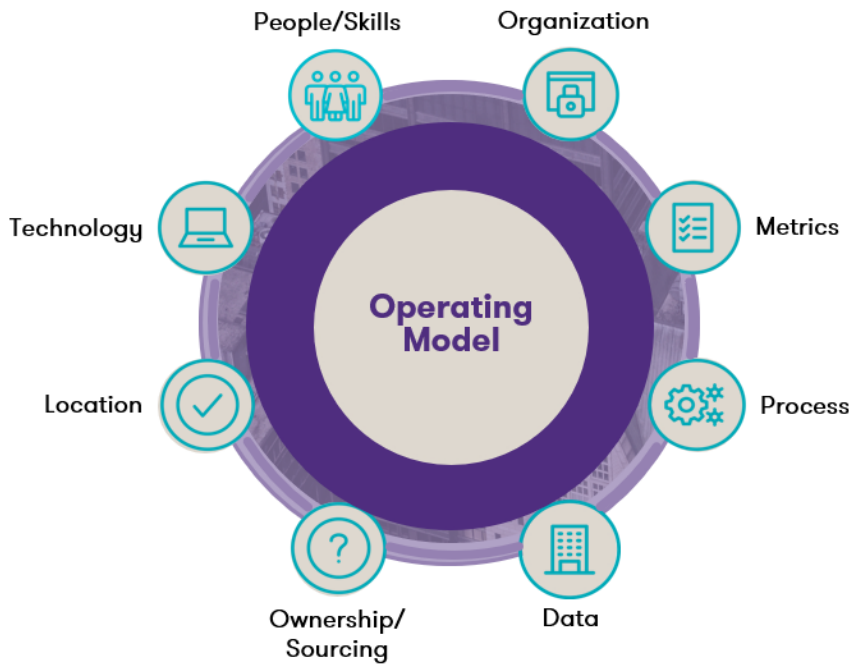 People/Skills
Organization
Technology
Metrics
Operating
Model
Location
Process
Ownership/
Sourcing
Data